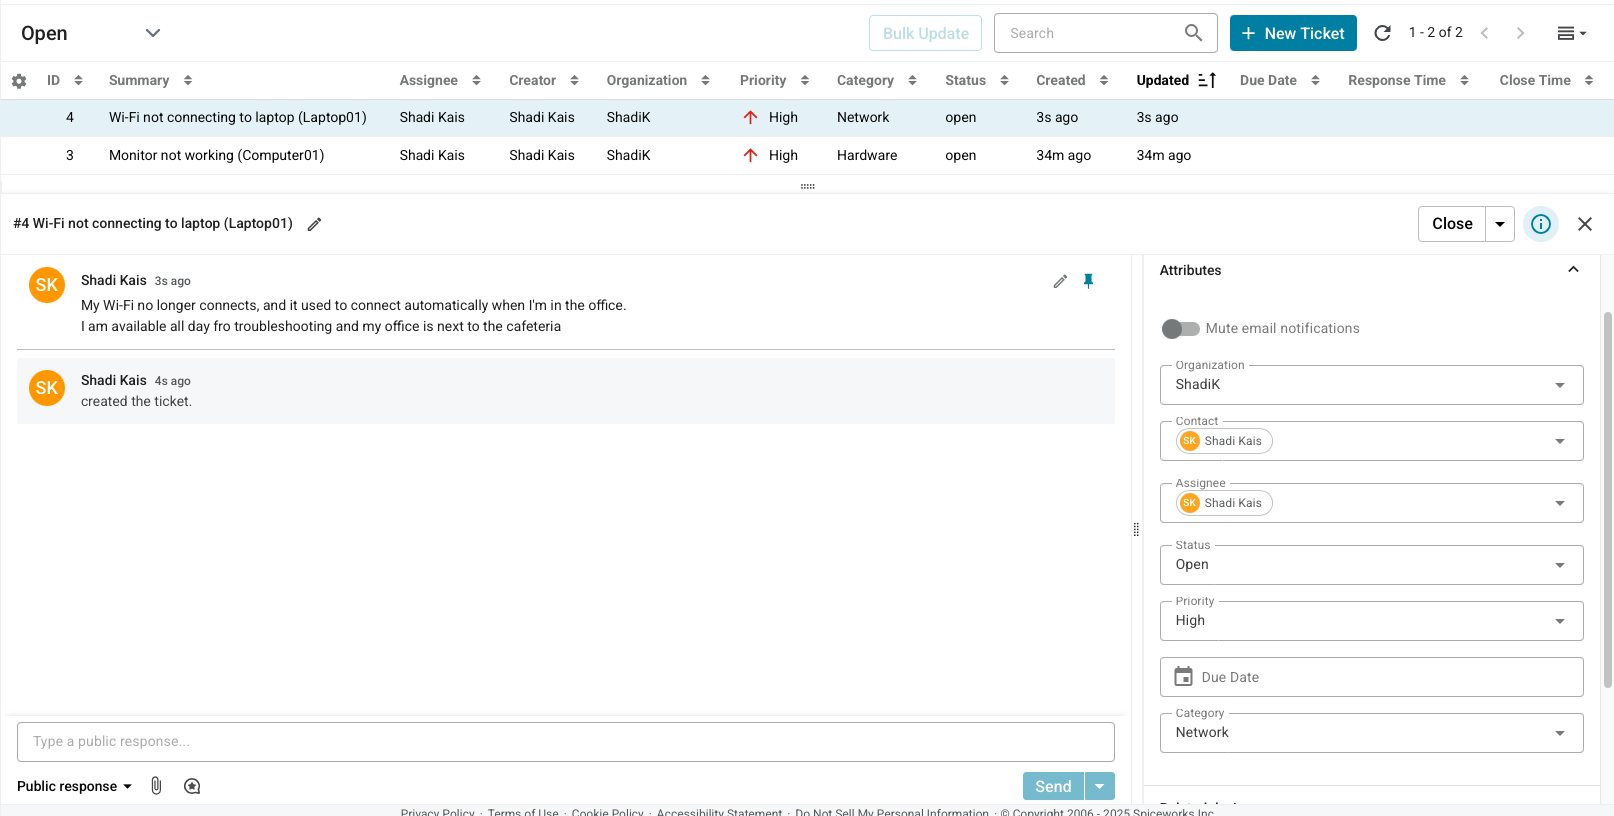 Open
Bulk Update
Search
+ New Ticket
1 - 2 of 2
ID Summary Assignee Creator Organization Priority Category Status Created Updated Due Date Response Time Close Time
4 Wi-Fi not connecting to laptop (Laptop01) Shadi Kais Shadi Kais ShadiK High Network open 3s ago 3s ago
3 Monitor not working (Computer01) Shadi Kais Shadi Kais ShadiK High Hardware open 34m ago 34m ago
#4 Wi-Fi not connecting to laptop (Laptop01)
Close
SK
Shadi Kais 3s ago
My Wi-Fi no longer connects, and it used to connect automatically when I'm in the office.
I am available all day fro troubleshooting and my office is next to the cafeteria
SK
Shadi Kais 4s ago
created the ticket.
Type a public response...
Public response
Send
Attributes
Mute email notifications
Organization
ShadiK
Contact
SK Shadi Kais
Assignee
SK Shadi Kais
Status
Open
Priority
High
Due Date
Category
Network
Privacy Policy · Terms of Use · Cookie Policy · Accessibility Statement · Do Not Sell My Personal Information · © Copyright 2006 - 2025 Spiceworks Inc.